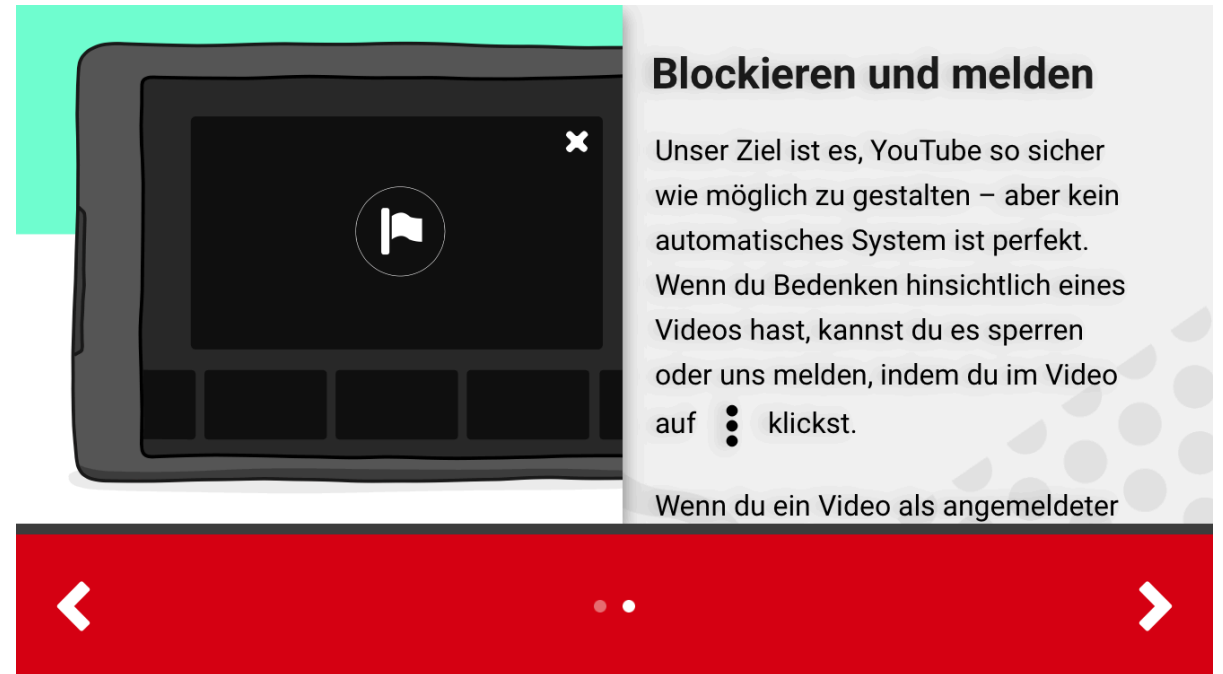 Blockieren und melden
Unser Ziel ist es, YouTube so sicher
wie möglich zu gestalten – aber kein
automatisches System ist perfekt.
Wenn du Bedenken hinsichtlich eines
Videos hast, kannst du es sperren
oder uns melden, indem du im Video
auf ⋮ klickst.
Wenn du ein Video als angemeldeter